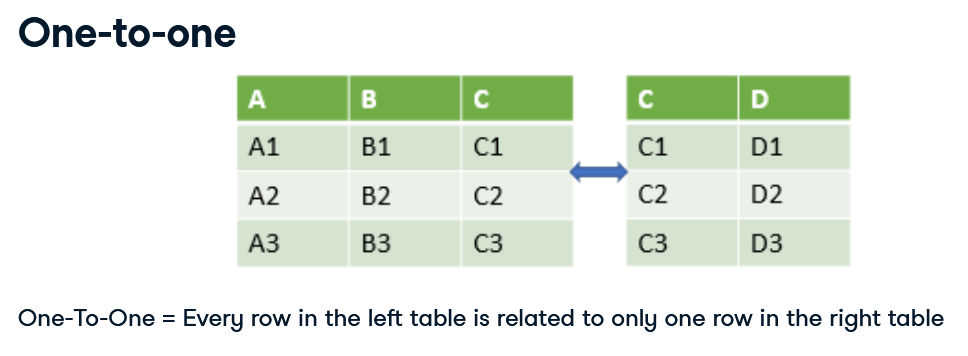 One-to-one
A B C C D
A1 B1 C1 C1 D1
A2 B2 C2 C2 D2
A3 B3 C3 C3 D3
One-To-One = Every row in the left table is related to only one row in the right table